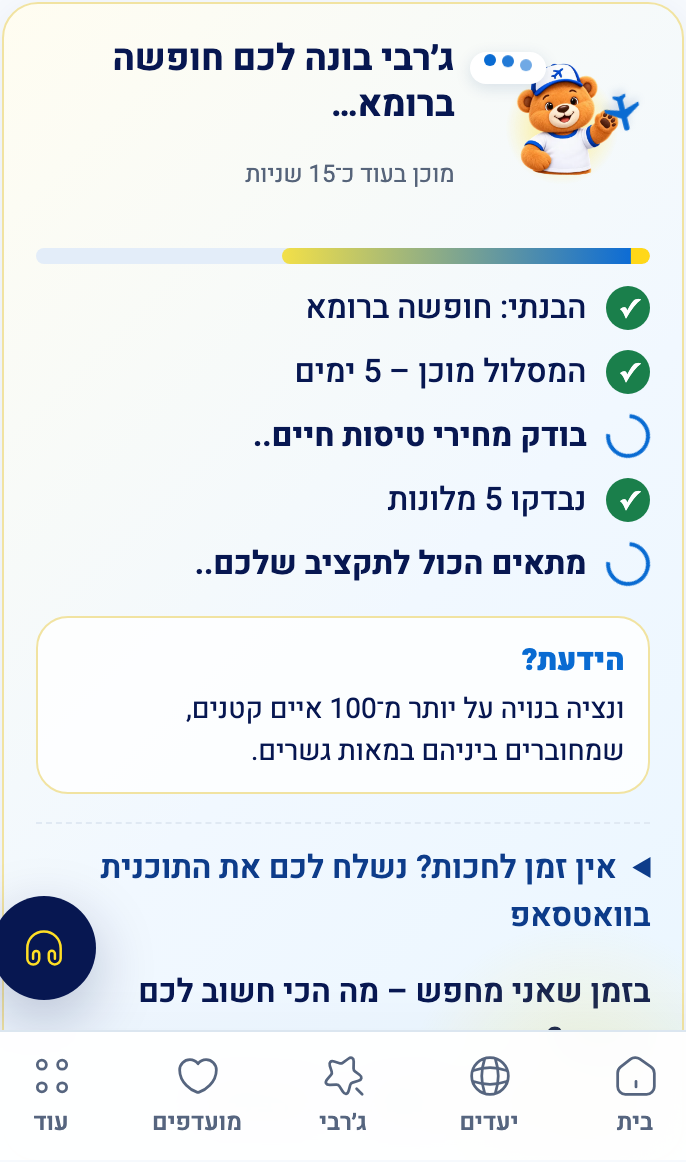 ג׳רבי בונה לכם חופשה
ברומא...
מוכן בעוד כ־15 שניות
הבנתי: חופשה ברומא
המסלול מוכן – 5 ימים
בודק מחירי טיסות חיים..
נבדקו 5 מלונות
מתאים הכול לתקציב שלכם..
הידעת?
ונציה בנויה על יותר מ־100 איים קטנים,
שמחוברים ביניהם במאות גשרים.
אין זמן לחכות? נשלח לכם את התוכנית
בוואטסאפ
בזמן שאני מחפש – מה הכי חשוב לכם
בית
יעדים
ג׳רבי
מועדפים
עוד